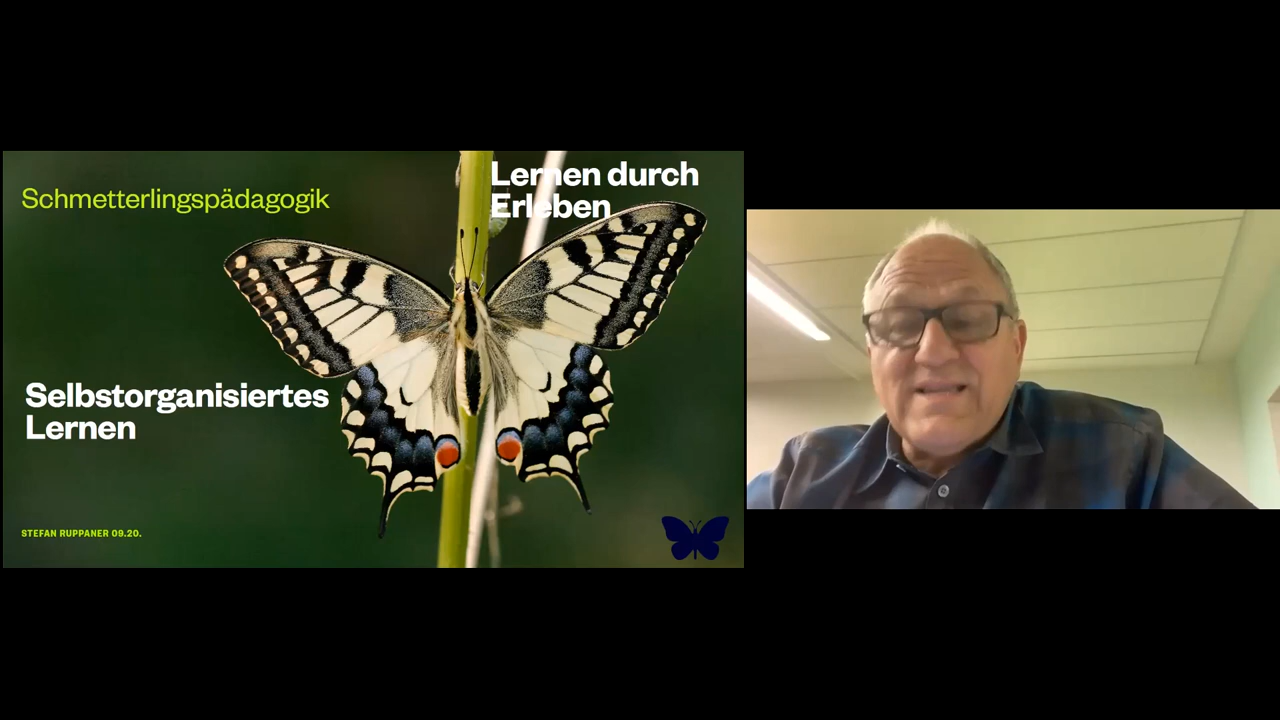 Schmetterlingspädagogik
Lernen durch
Erleben
Selbstorganisiertes
Lernen
STEFAN RUPPANER 09.20.